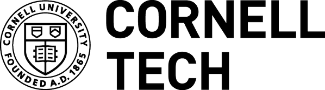 CORNELL UNIVERSITY
FOUNDED A.D. 1865
CORNELL
TECH